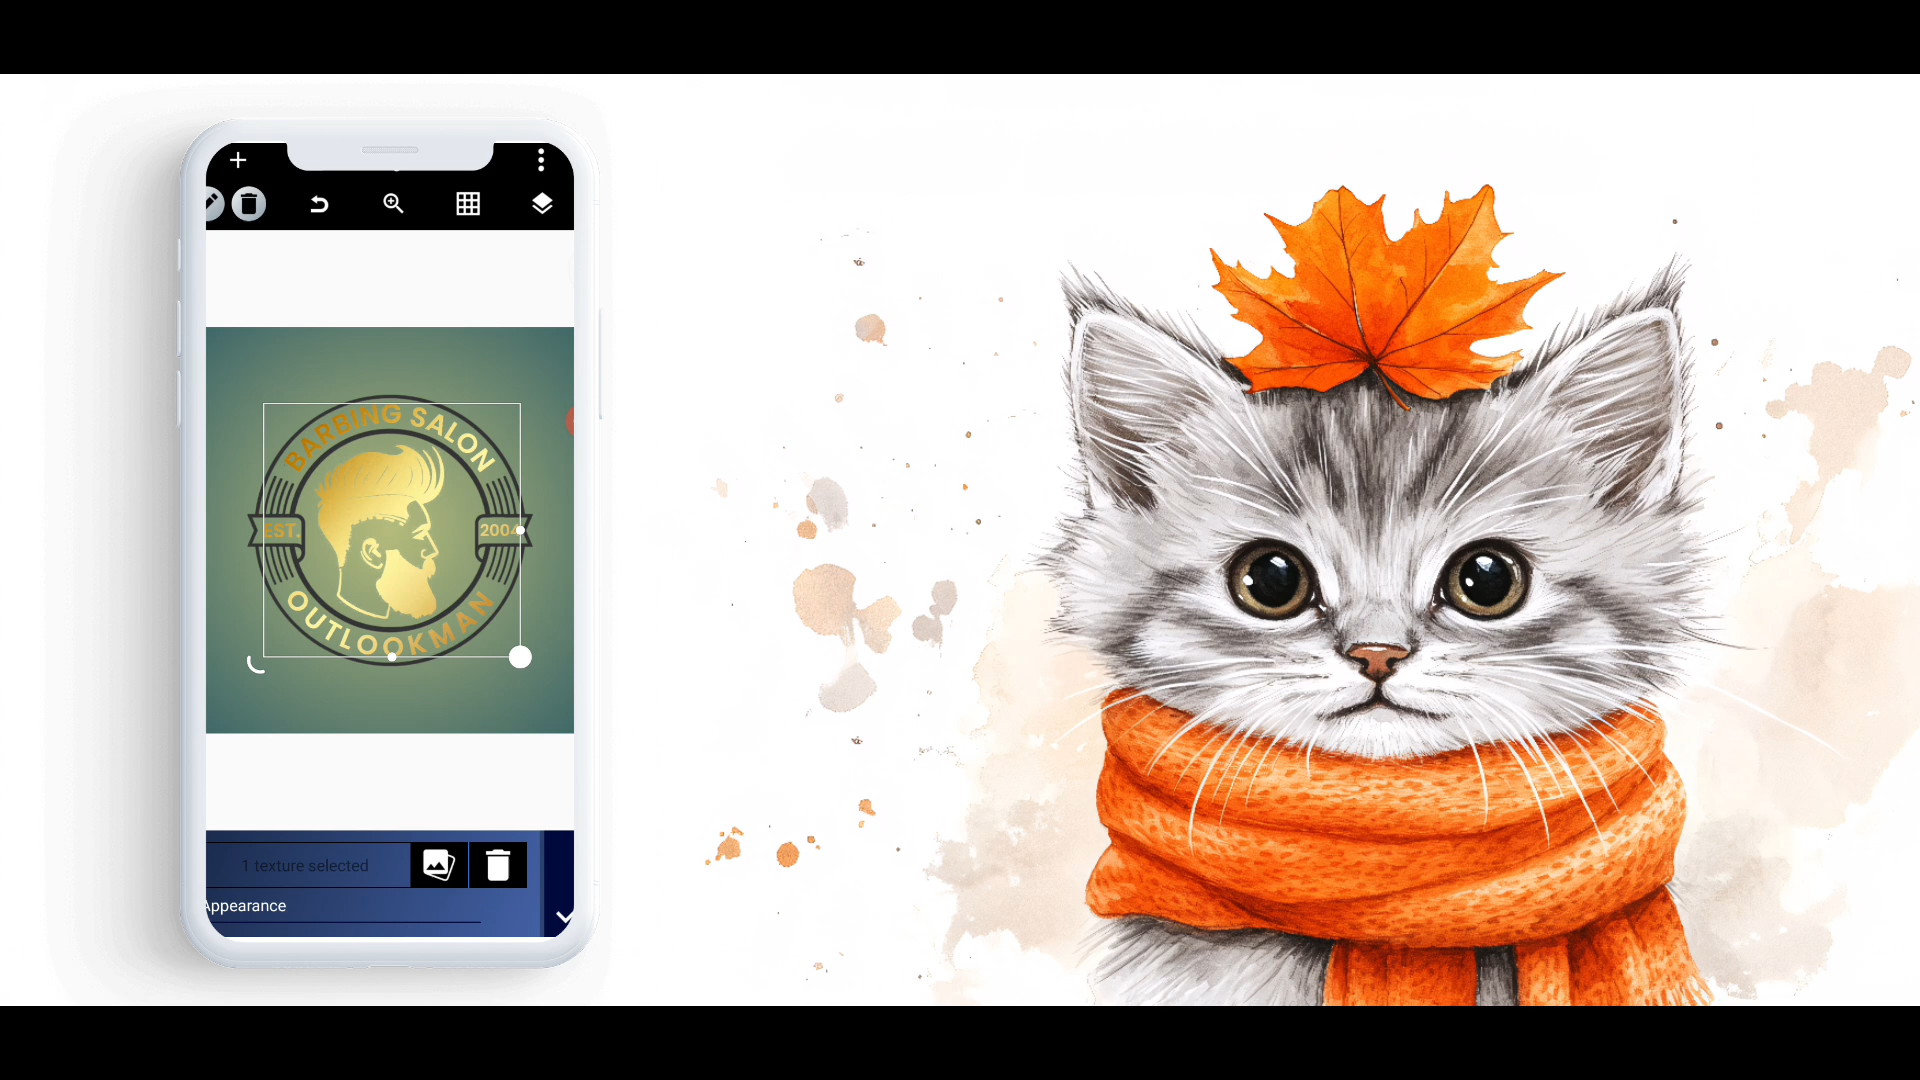 BARBING SALON
EST.
2004
OUTLOOKMAN
1 texture selected
Appearance